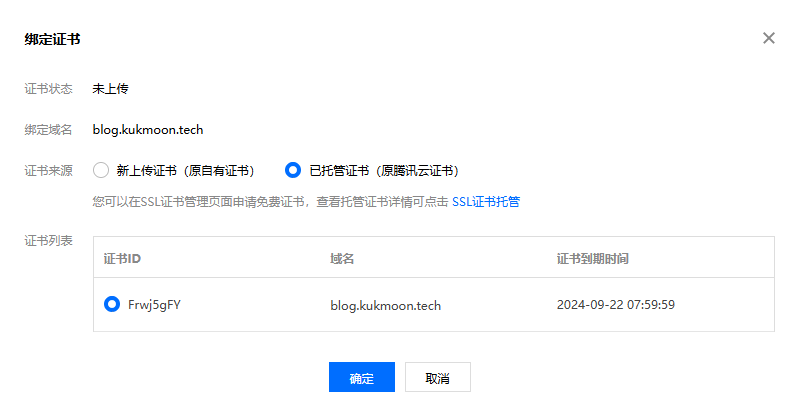 绑定证书
证书状态 未上传
绑定域名 blog.kukmoon.tech
证书来源 新上传证书（原自有证书） 已托管证书（原腾讯云证书）
您可以在SSL证书管理页面申请免费证书，查看托管证书详情可点击 SSL证书托管
证书列表
证书ID 域名 证书到期时间
Frwj5gFY blog.kukmoon.tech 2024-09-22 07:59:59
确定 取消